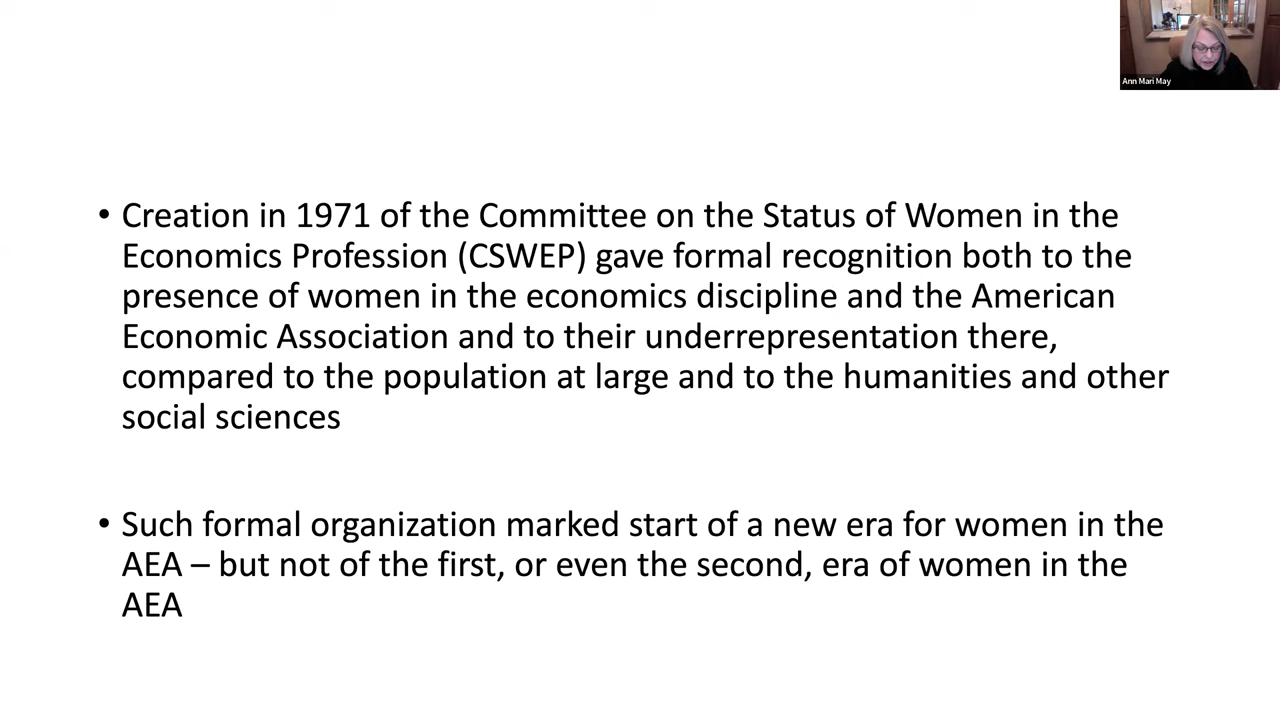 Ann Mari May
• Creation in 1971 of the Committee on the Status of Women in the
Economics Profession (CSWEP) gave formal recognition both to the
presence of women in the economics discipline and the American
Economic Association and to their underrepresentation there,
compared to the population at large and to the humanities and other
social sciences
• Such formal organization marked start of a new era for women in the
AEA – but not of the first, or even the second, era of women in the
AEA